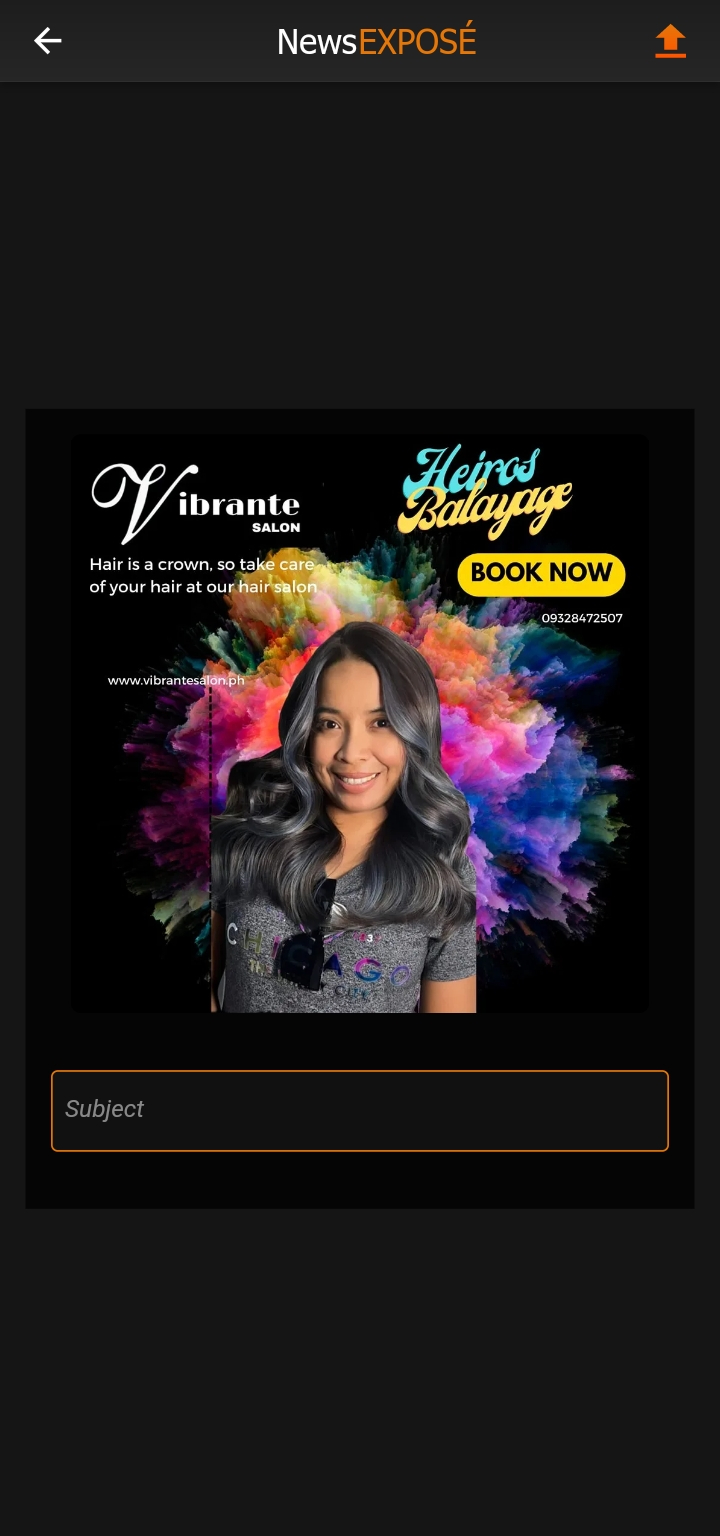 NewsEXPOSÉ
Vibrante
SALON
Heiros
Balayage
Hair is a crown, so take care
of your hair at our hair salon
BOOK NOW
09328472507
www.vibrantesalon.ph
CHICAGO
Subject